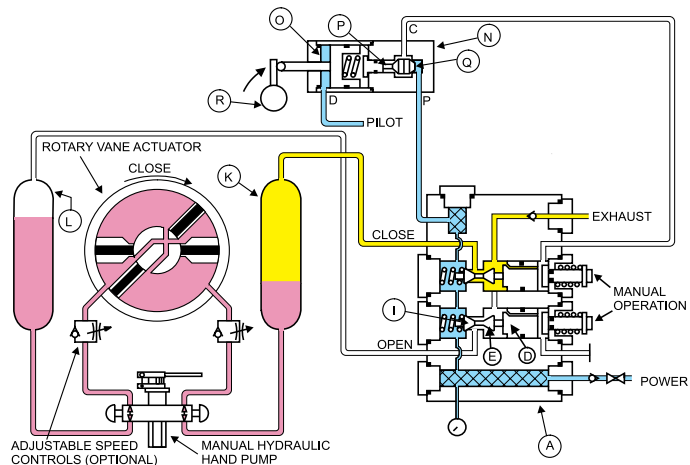 O
P
C
N
Q
R
D
P
PILOT
ROTARY VANE ACTUATOR
CLOSE
K
L
EXHAUST
CLOSE
MANUAL
OPERATION
I
E
D
OPEN
POWER
A
ADJUSTABLE SPEED
CONTROLS (OPTIONAL)
MANUAL HYDRAULIC
HAND PUMP